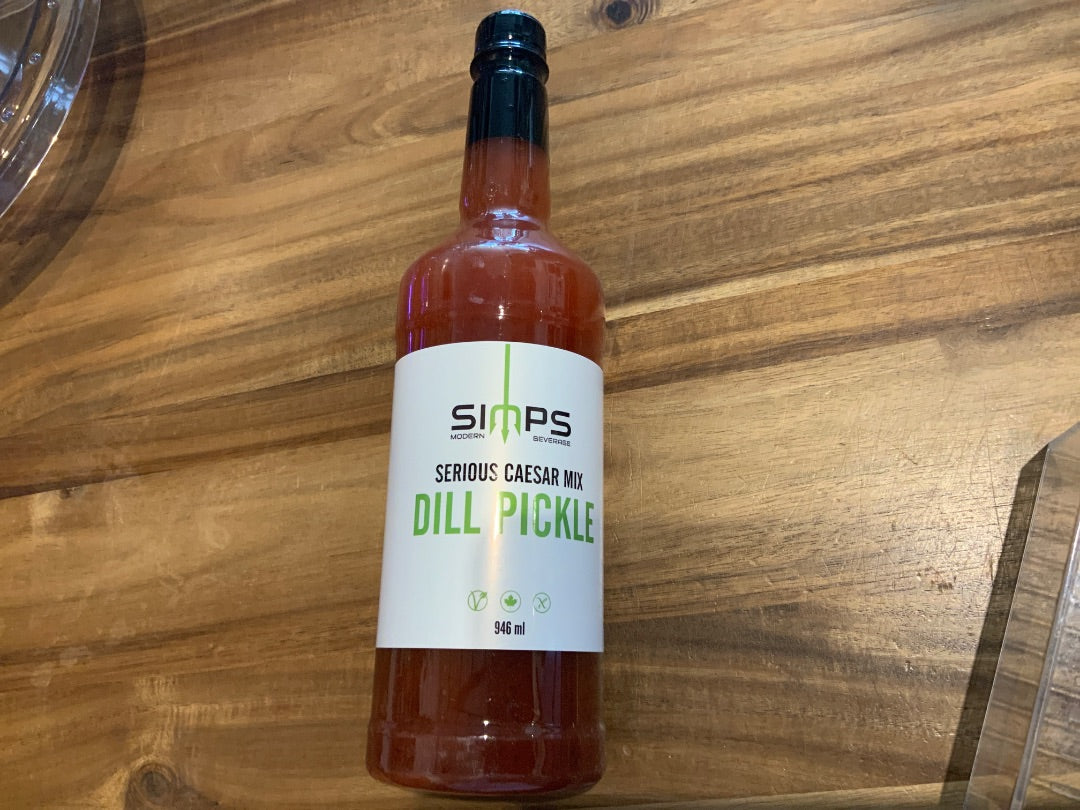 SIMPS
MODERN BEVERAGE
SERIOUS CAESAR MIX
DILL PICKLE
946 ml